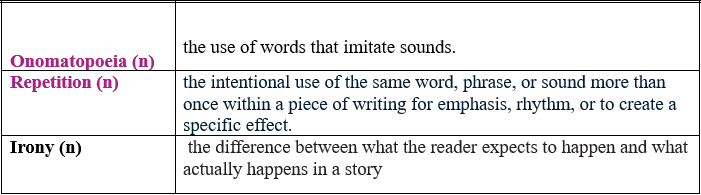 Onomatopoeia (n)
the use of words that imitate sounds.
Repetition (n)
the intentional use of the same word, phrase, or sound more than
once within a piece of writing for emphasis, rhythm, or to create a
specific effect.
Irony (n)
the difference between what the reader expects to happen and what
actually happens in a story